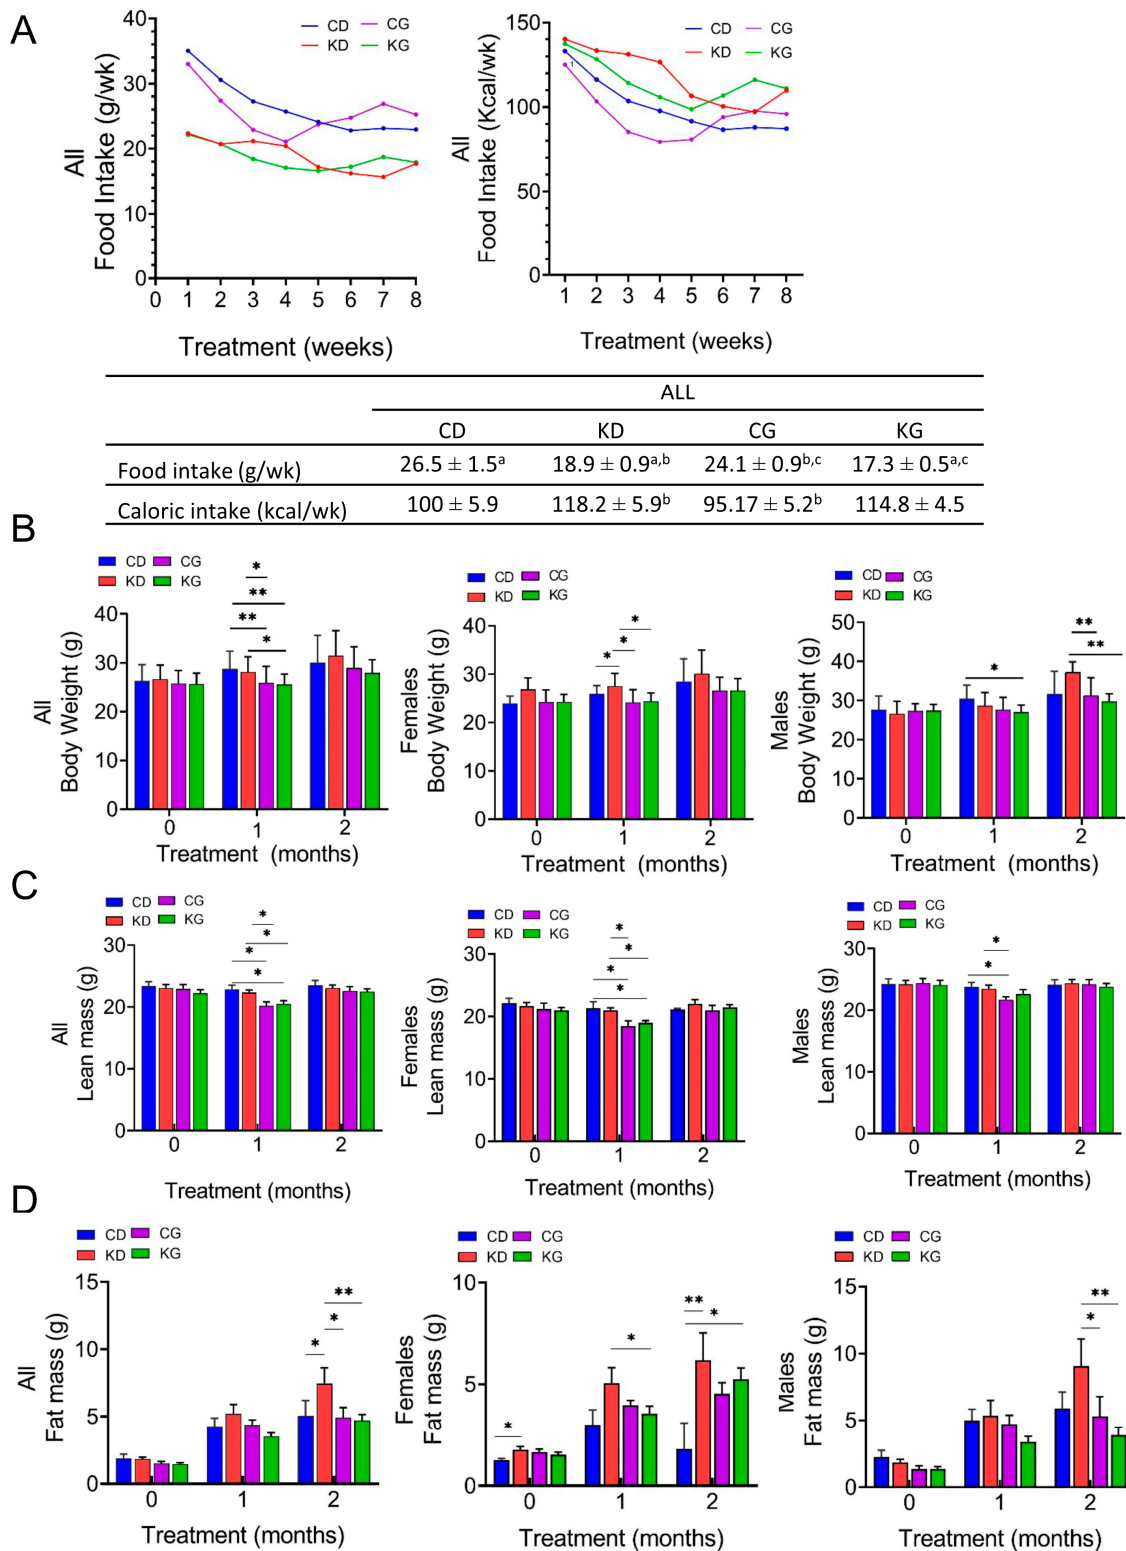 A
CD CG
KD KG
All
Food Intake (g/wk)
40
30
20
10
0
0 1 2 3 4 5 6 7 8
Treatment (weeks)
CD CG
KD KG
All
Food Intake (Kcal/wk)
150
100
50
0
1
1 2 3 4 5 6 7 8
Treatment (weeks)
ALL
CD KD CG KG
Food intake (g/wk) 26.5 ± 1.5ᵃ 18.9 ± 0.9ᵃ,ᵇ 24.1 ± 0.9ᵇ,ᶜ 17.3 ± 0.5ᵃ,ᶜ
Caloric intake (kcal/wk) 100 ± 5.9 118.2 ± 5.9ᵇ 95.17 ± 5.2ᵇ 114.8 ± 4.5
B
CD CG
KD KG
*
**
**
*
All
Body Weight (g)
40
30
20
10
0
0 1 2
Treatment (months)
CD CG
KD KG
*
*
*
Females
Body Weight (g)
40
30
20
10
0
0 1 2
Treatment (months)
CD CG
KD KG
**
**
*
Males
Body Weight (g)
50
40
30
20
10
0
0 1 2
Treatment (months)
C
CD CG
KD KG
*
*
*
*
All
Lean mass (g)
30
20
10
0
0 1 2
Treatment (months)
CD CG
KD KG
*
*
*
*
Females
Lean mass (g)
30
20
10
0
0 1 2
Treatment (months)
CD CG
KD KG
*
*
Males
Lean mass (g)
30
20
10
0
0 1 2
Treatment (months)
D
CD CG
KD KG
**
*
*
All
Fat mass (g)
15
10
5
0
0 1 2
Treatment (months)
CD CG
KD KG
**
*
*
*
Females
Fat mass (g)
10
5
0
0 1 2
Treatment (months)
CD CG
KD KG
**
*
Males
Fat mass (g)
15
10
5
0
0 1 2
Treatment (months)